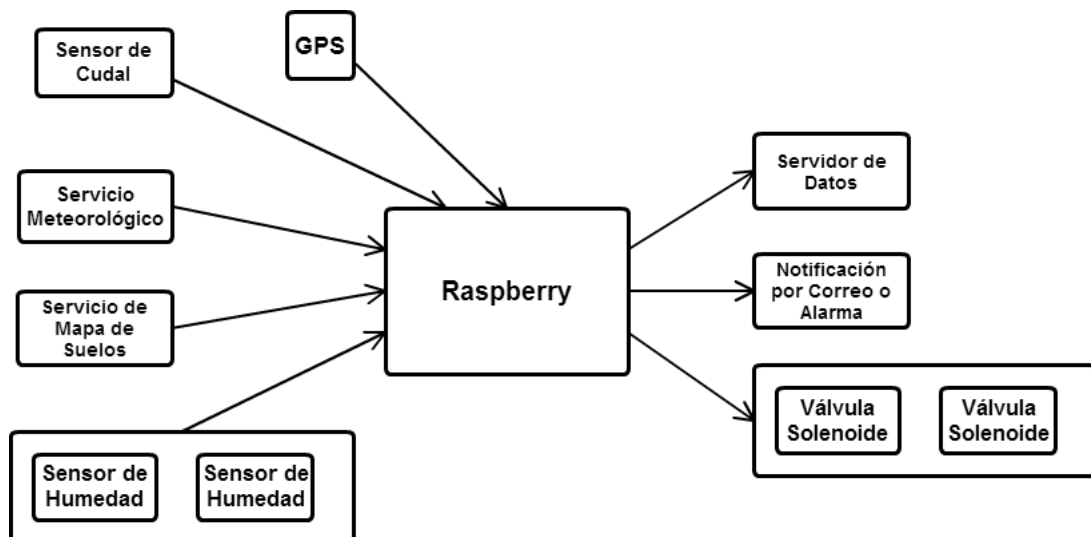 Sensor de
Cudal
GPS
Servicio
Meteorológico
Servicio de
Mapa de
Suelos
Sensor de
Humedad
Sensor de
Humedad
Raspberry
Servidor de
Datos
Notificación
por Correo o
Alarma
Válvula
Solenoide
Válvula
Solenoide